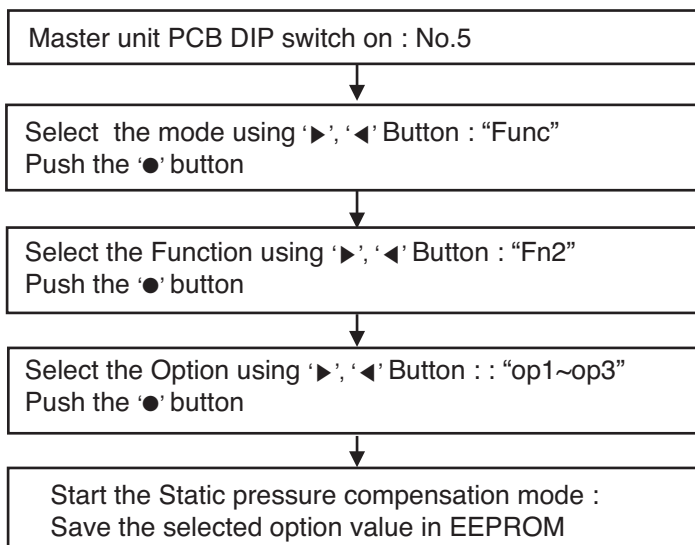 Master unit PCB DIP switch on : No.5
Select the mode using ‘▶’, ‘◀’ Button : “Func”
Push the ‘●’ button
Select the Function using ‘▶’, ‘◀’ Button : “Fn2”
Push the ‘●’ button
Select the Option using ‘▶’, ‘◀’ Button : : “op1~op3”
Push the ‘●’ button
Start the Static pressure compensation mode :
Save the selected option value in EEPROM